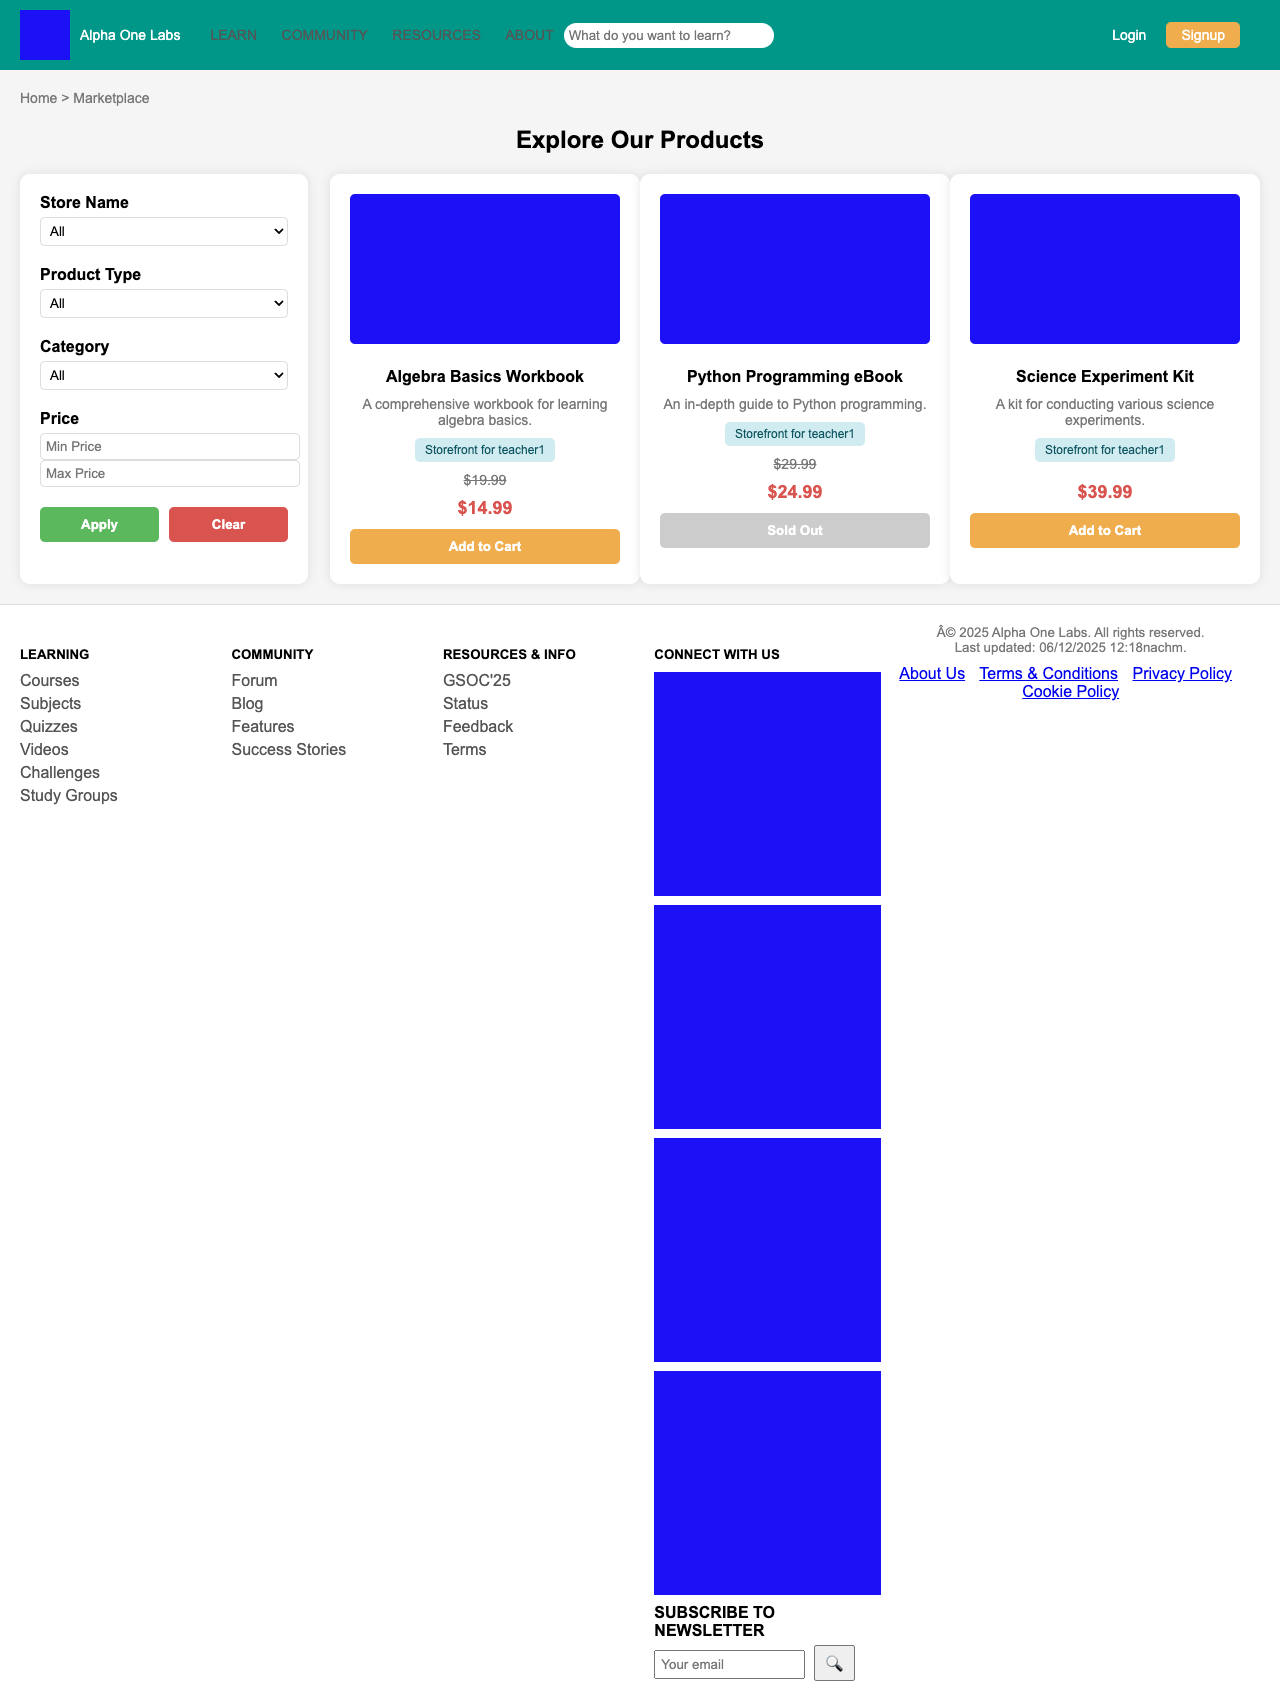 Alpha One Labs LEARN COMMUNITY RESOURCES ABOUT What do you want to learn? Login Signup
Home > Marketplace
Explore Our Products
Store Name
All
Product Type
All
Category
All
Price
Min Price
Max Price
Apply Clear
Algebra Basics Workbook
A comprehensive workbook for learning
algebra basics.
Storefront for teacher1
$19.99
$14.99
Add to Cart
Python Programming eBook
An in-depth guide to Python programming.
Storefront for teacher1
$29.99
$24.99
Sold Out
Science Experiment Kit
A kit for conducting various science
experiments.
Storefront for teacher1
$39.99
Add to Cart
LEARNING
Courses
Subjects
Quizzes
Videos
Challenges
Study Groups
COMMUNITY
Forum
Blog
Features
Success Stories
RESOURCES & INFO
GSOC'25
Status
Feedback
Terms
CONNECT WITH US
SUBSCRIBE TO
NEWSLETTER
Your email
Â© 2025 Alpha One Labs. All rights reserved.
Last updated: 06/12/2025 12:18nachm.
About Us Terms & Conditions Privacy Policy
Cookie Policy